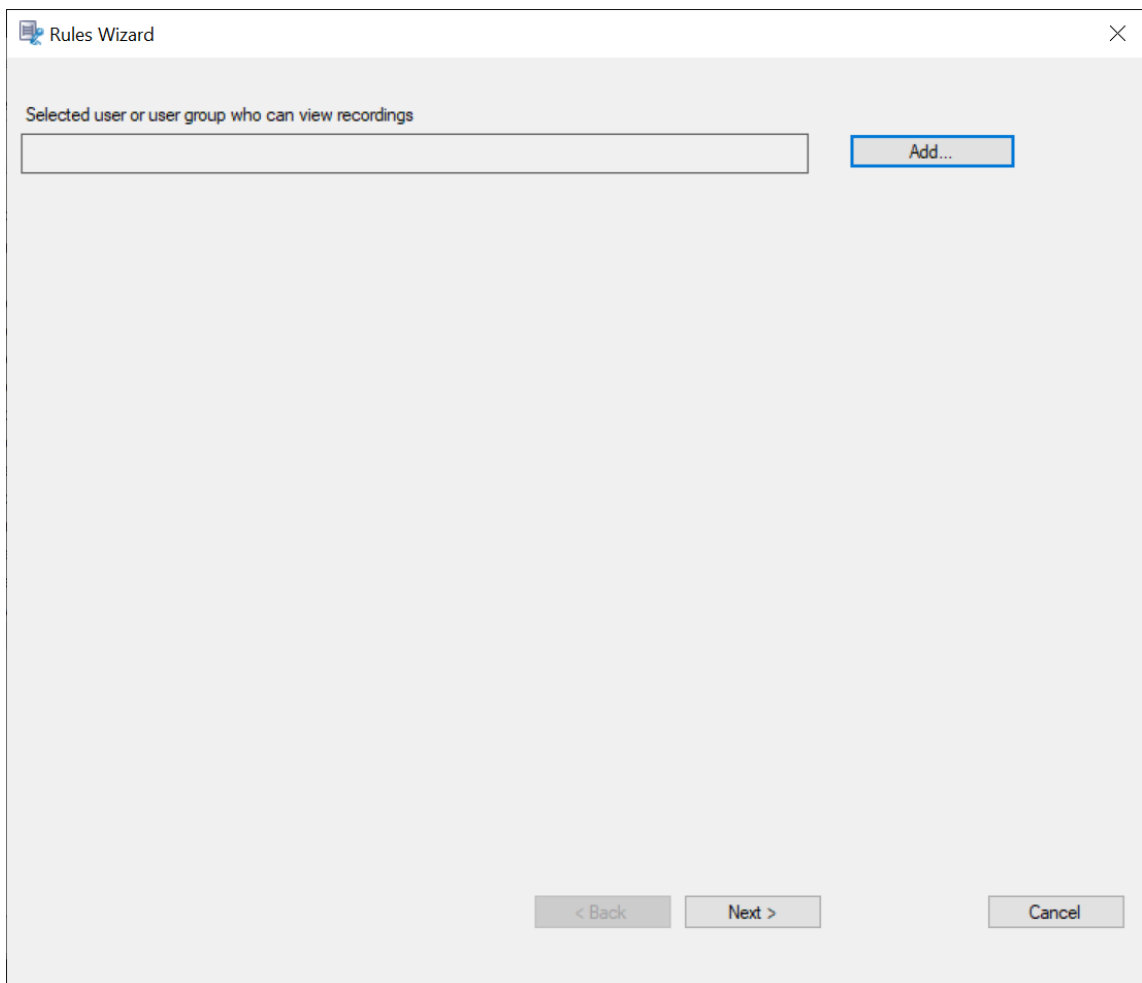 Rules Wizard
Selected user or user group who can view recordings
Add...
< Back
Next >
Cancel